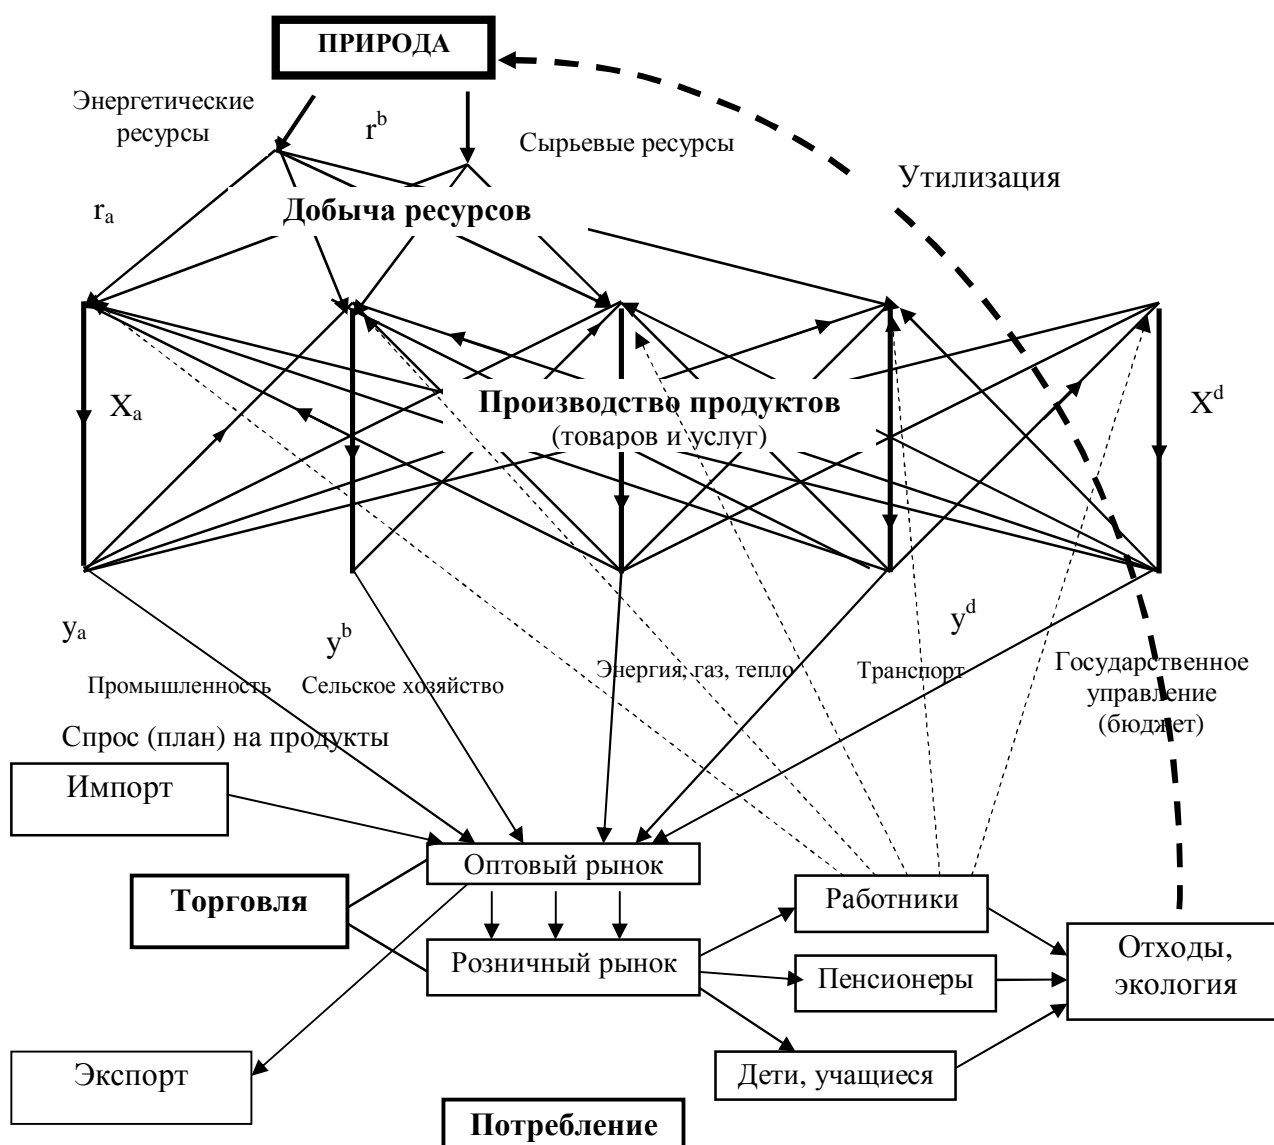 ПРИРОДА
Энергетические
ресурсы
r^b
Сырьевые ресурсы
Утилизация
r_a
Добыча ресурсов
X_a
Производство продуктов
(товаров и услуг)
X^d
y_a
y^b
y^d
Промышленность
Сельское хозяйство
Энергия, газ, тепло
Транспорт
Государственное
управление
(бюджет)
Спрос (план) на продукты
Импорт
Оптовый рынок
Торговля
Работники
Розничный рынок
Пенсионеры
Отходы,
экология
Экспорт
Дети, учащиеся
Потребление